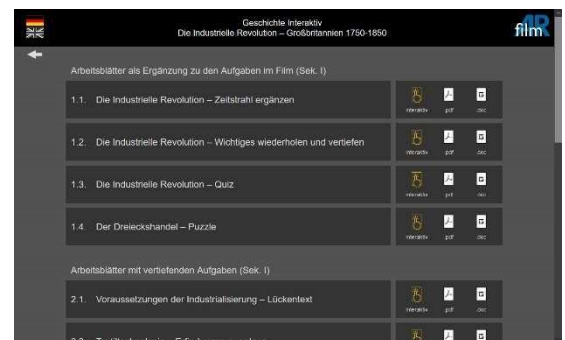 Geschichte Interaktiv
Die Industrielle Revolution – Großbritannien 1750-1850
AR
film
Arbeitsblätter als Ergänzung zu den Aufgaben im Film (Sek. I)
1.1. Die Industrielle Revolution – Zeitstrahl ergänzen
interaktiv pdf .doc
1.2. Die Industrielle Revolution – Wichtiges wiederholen und vertiefen
interaktiv pdf .doc
1.3. Die Industrielle Revolution – Quiz
interaktiv pdf .doc
1.4. Der Dreieckshandel – Puzzle
interaktiv pdf .doc
Arbeitsblätter mit vertiefenden Aufgaben (Sek. I)
2.1. Voraussetzungen der Industrialisierung – Lückentext
interaktiv pdf .doc